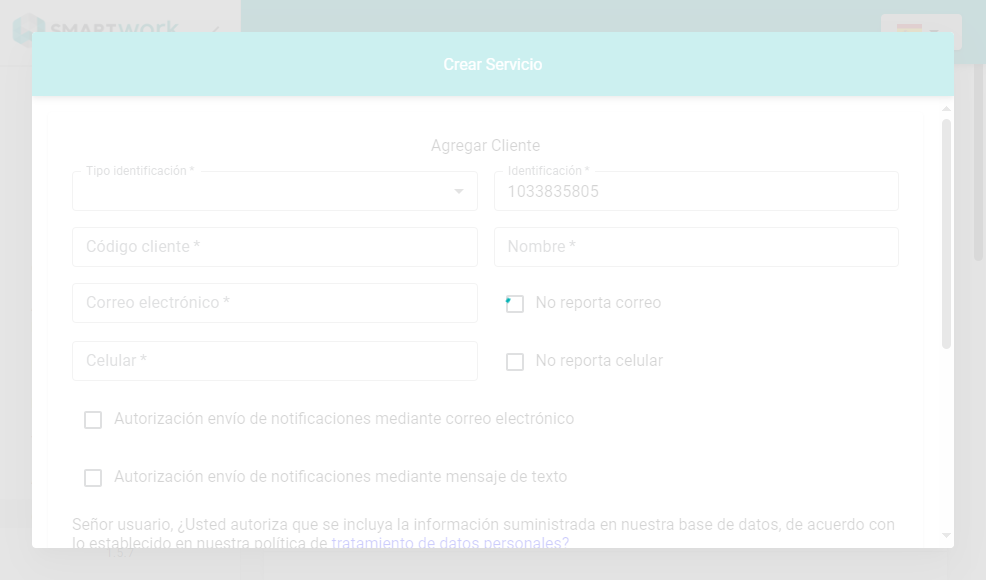 SMARTwork
Crear Servicio
Agregar Cliente
Tipo identificación *
Identificación *
1033835805
Código cliente *
Nombre *
Correo electrónico *
No reporta correo
Celular *
No reporta celular
Autorización envío de notificaciones mediante correo electrónico
Autorización envío de notificaciones mediante mensaje de texto
Señor usuario, ¿Usted autoriza que se incluya la información suministrada en nuestra base de datos, de acuerdo con
lo establecido en nuestra política de tratamiento de datos personales?